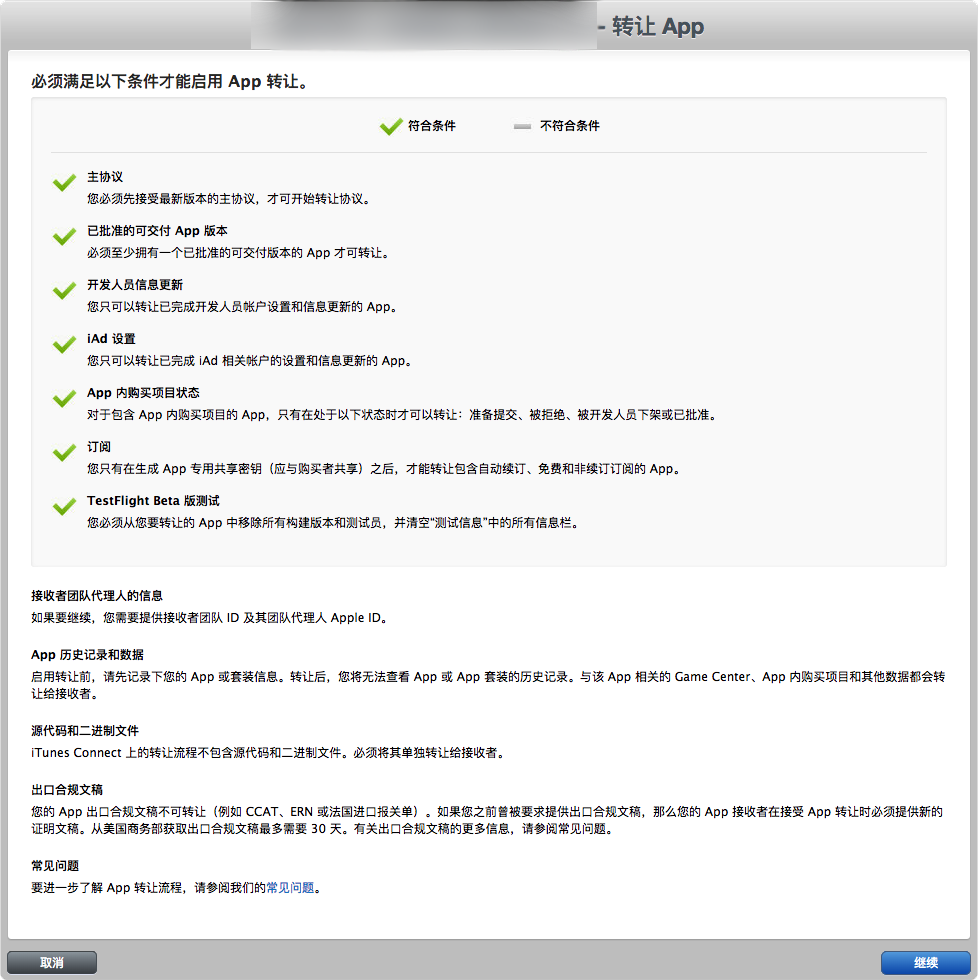 - 转让 App
必须满足以下条件才能启用 App 转让。
符合条件
不符合条件
主协议
您必须先接受最新版本的主协议，才可开始转让协议。
已批准的可交付 App 版本
必须至少拥有一个已批准的可交付版本的 App 才可转让。
开发人员信息更新
您只可以转让已完成开发人员帐户设置和信息更新的 App。
iAd 设置
您只可以转让已完成 iAd 相关帐户的设置和信息更新的 App。
App 内购买项目状态
对于包含 App 内购买项目的 App，只有在处于以下状态时才可以转让：准备提交、被拒绝、被开发人员下架或已批准。
订阅
您只有在生成 App 专用共享密钥（应与购买者共享）之后，才能转让包含自动续订、免费和非续订订阅的 App。
TestFlight Beta 版测试
您必须从您要转让的 App 中移除所有构建版本和测试员，并清空“测试信息”中的所有信息栏。
接收者团队代理人的信息
如果要继续，您需要提供接收者团队 ID 及其团队代理人 Apple ID。
App 历史记录和数据
启用转让前，请先记录下您的 App 或套装信息。转让后，您将无法查看 App 或 App 套装的历史记录。与该 App 相关的 Game Center、App 内购买项目和其他数据都会转
让给接收者。
源代码和二进制文件
iTunes Connect 上的转让流程不包含源代码和二进制文件。必须将其单独转让给接收者。
出口合规文稿
您的 App 出口合规文稿不可转让（例如 CCAT、ERN 或法国进口报关单）。如果您之前曾被要求提供出口合规文稿，那么您的 App 接收者在接受 App 转让时必须提供新的
证明文稿。从美国商务部获取出口合规文稿最多需要 30 天。有关出口合规文稿的更多信息，请参阅常见问题。
常见问题
要进一步了解 App 转让流程，请参阅我们的常见问题。
取消
继续